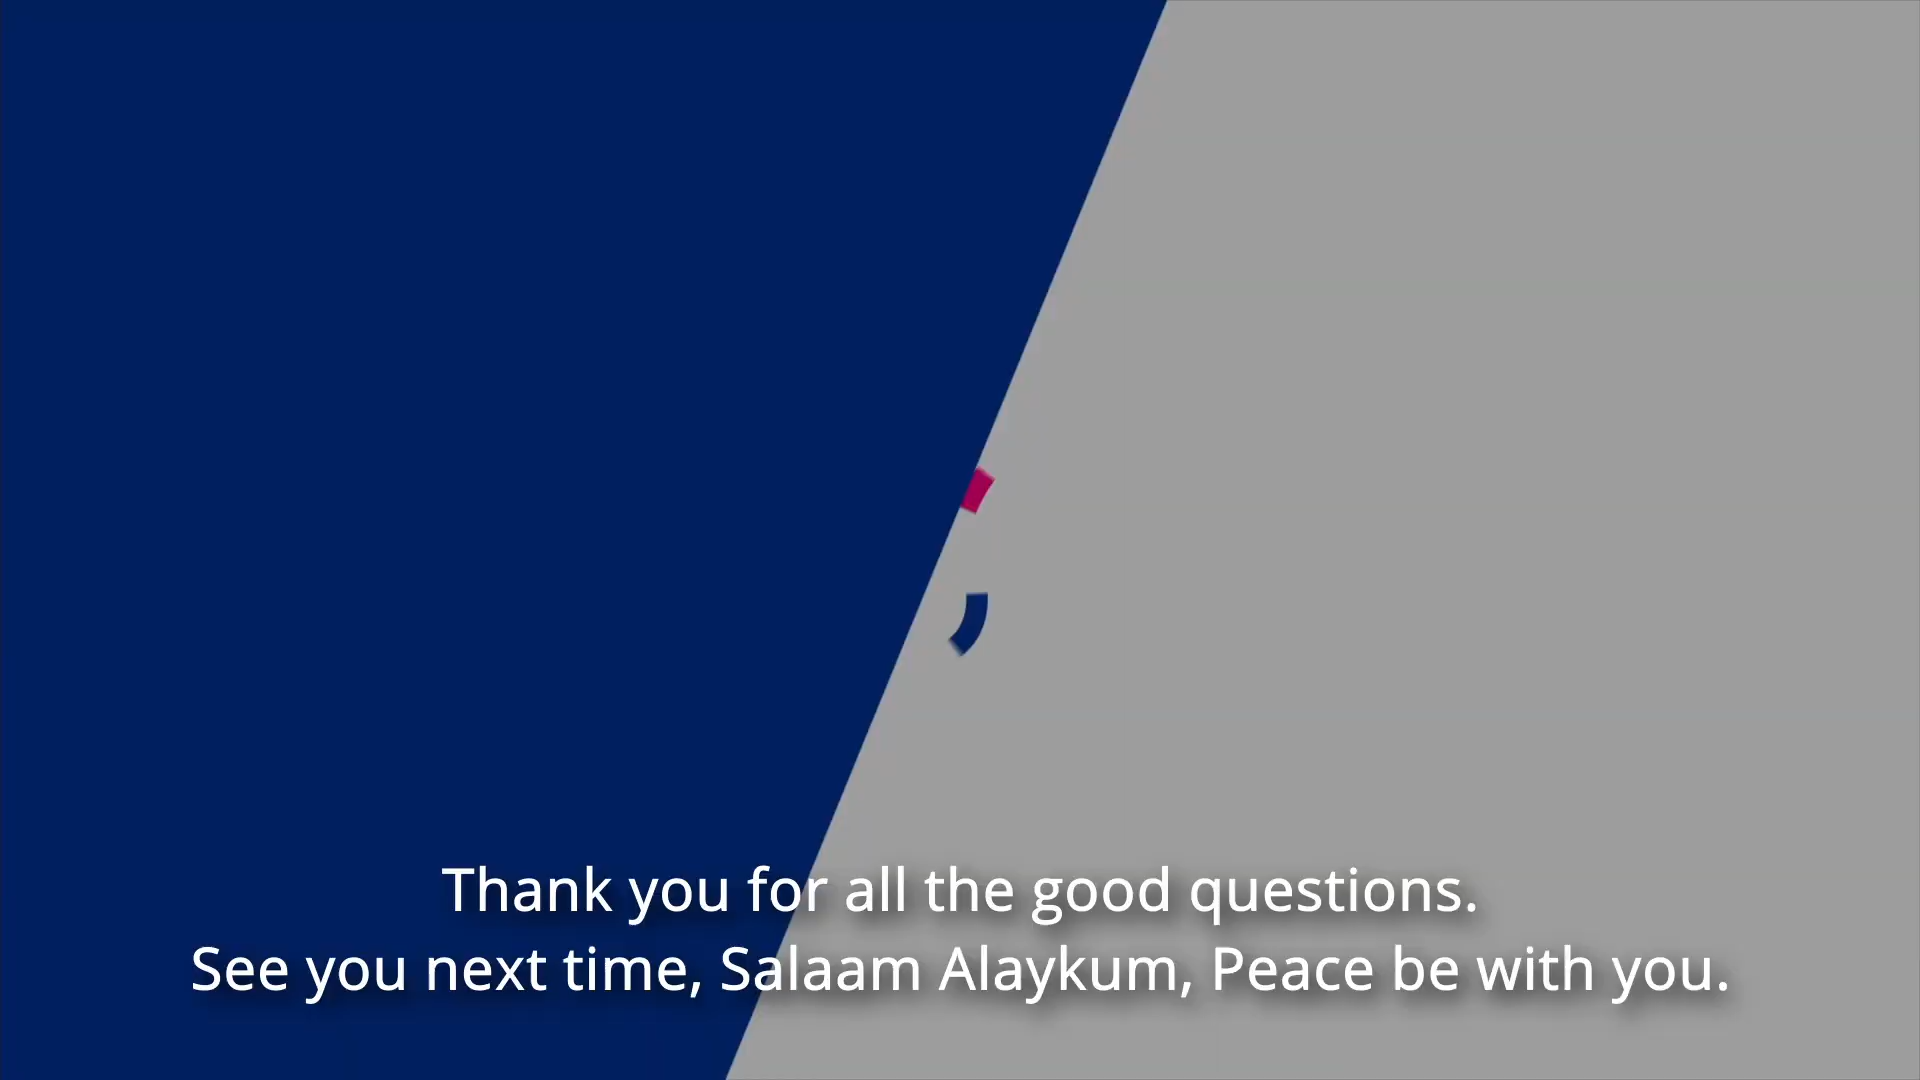 Thank you for all the good questions.
See you next time, Salaam Alaykum, Peace be with you.